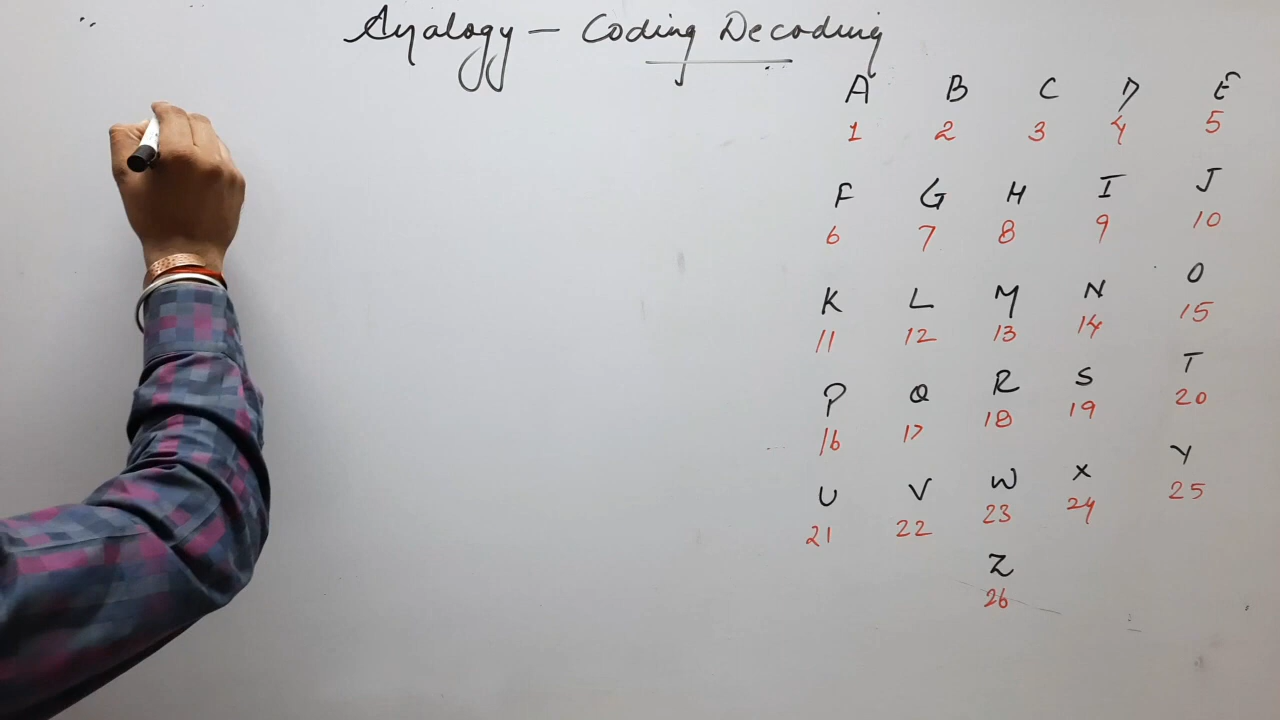 Analogy — Coding Decoding
A B C D E
1 2 3 4 5
F G H I J
6 7 8 9 10
K L M N O
11 12 13 14 15
P Q R S T
16 17 18 19 20
U V W X Y
21 22 23 24 25
Z
26